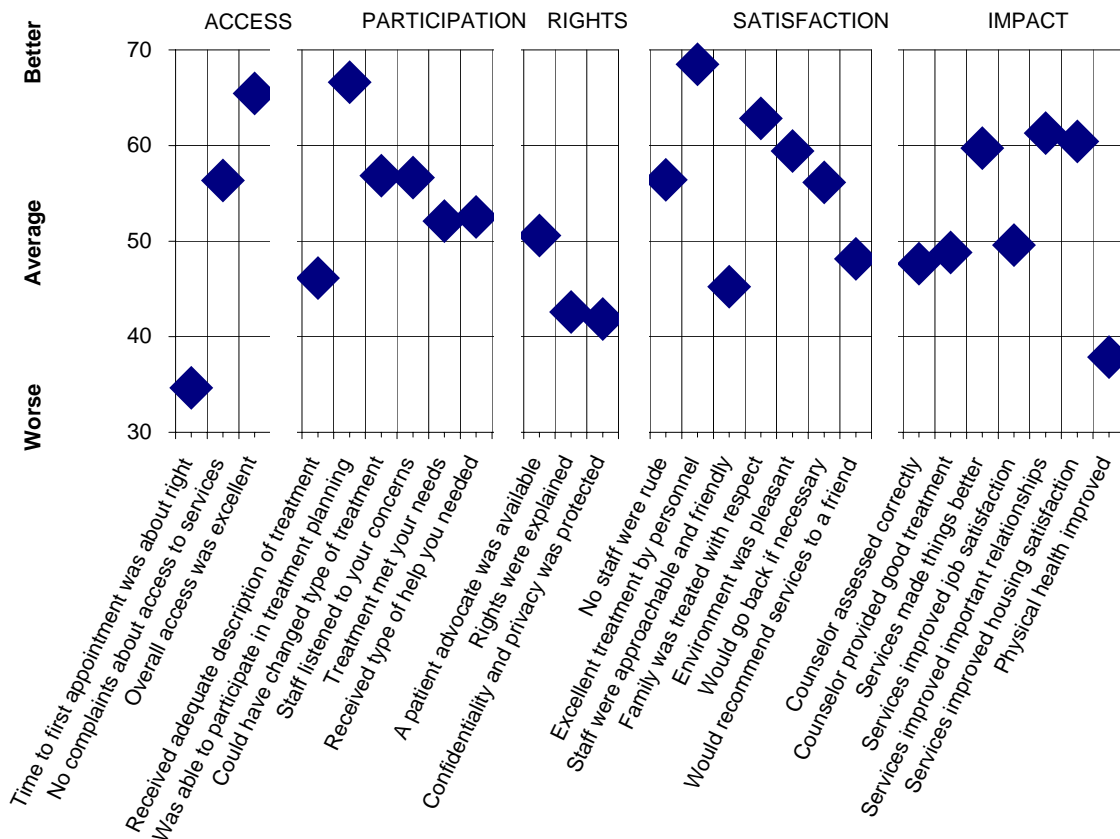 ACCESS
PARTICIPATION
RIGHTS
SATISFACTION
IMPACT
Better
Average
Worse
70
60
50
40
30
Time to first appointment was about right
No complaints about access to services
Overall access was excellent
Received adequate description of treatment
Was able to participate in treatment planning
Could have changed type of treatment
Staff listened to your concerns
Treatment met your needs
Received type of help you needed
A patient advocate was available
Rights were explained
Confidentiality and privacy was protected
No staff were rude
Excellent treatment by personnel
Staff were approachable and friendly
Family was treated with respect
Environment was pleasant
Would go back if necessary
Would recommend services to a friend
Counselor assessed correctly
Counselor provided good treatment
Services made things better
Services improved job satisfaction
Services improved important relationships
Services improved housing satisfaction
Physical health improved